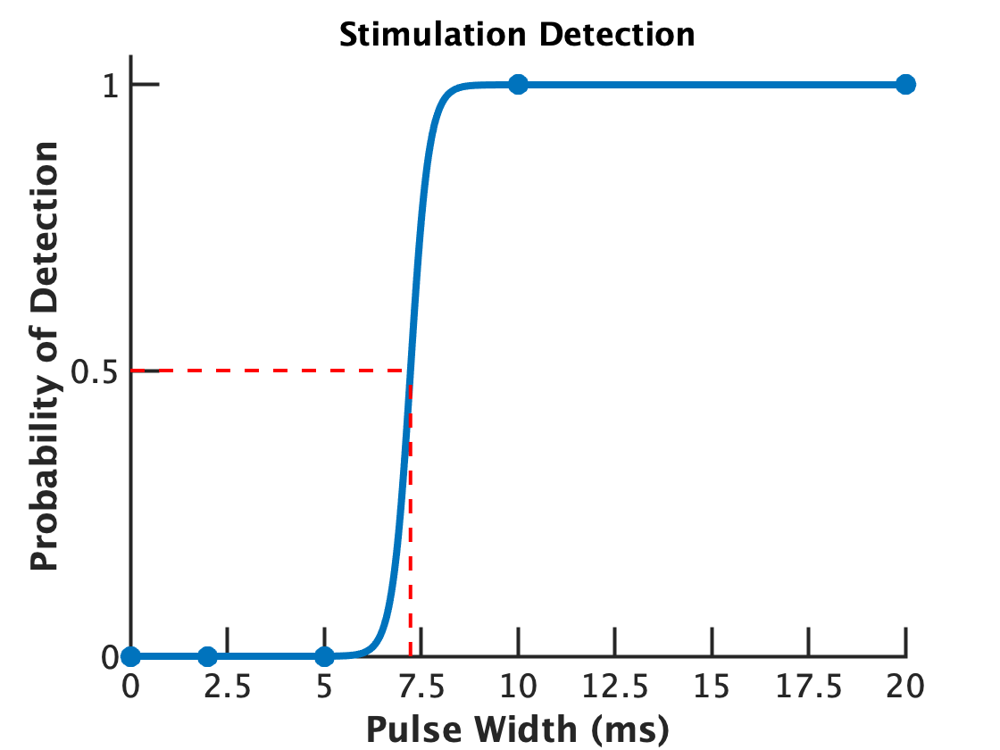 Stimulation Detection
Probability of Detection
1
0.5
0
0 2.5 5 7.5 10 12.5 15 17.5 20
Pulse Width (ms)